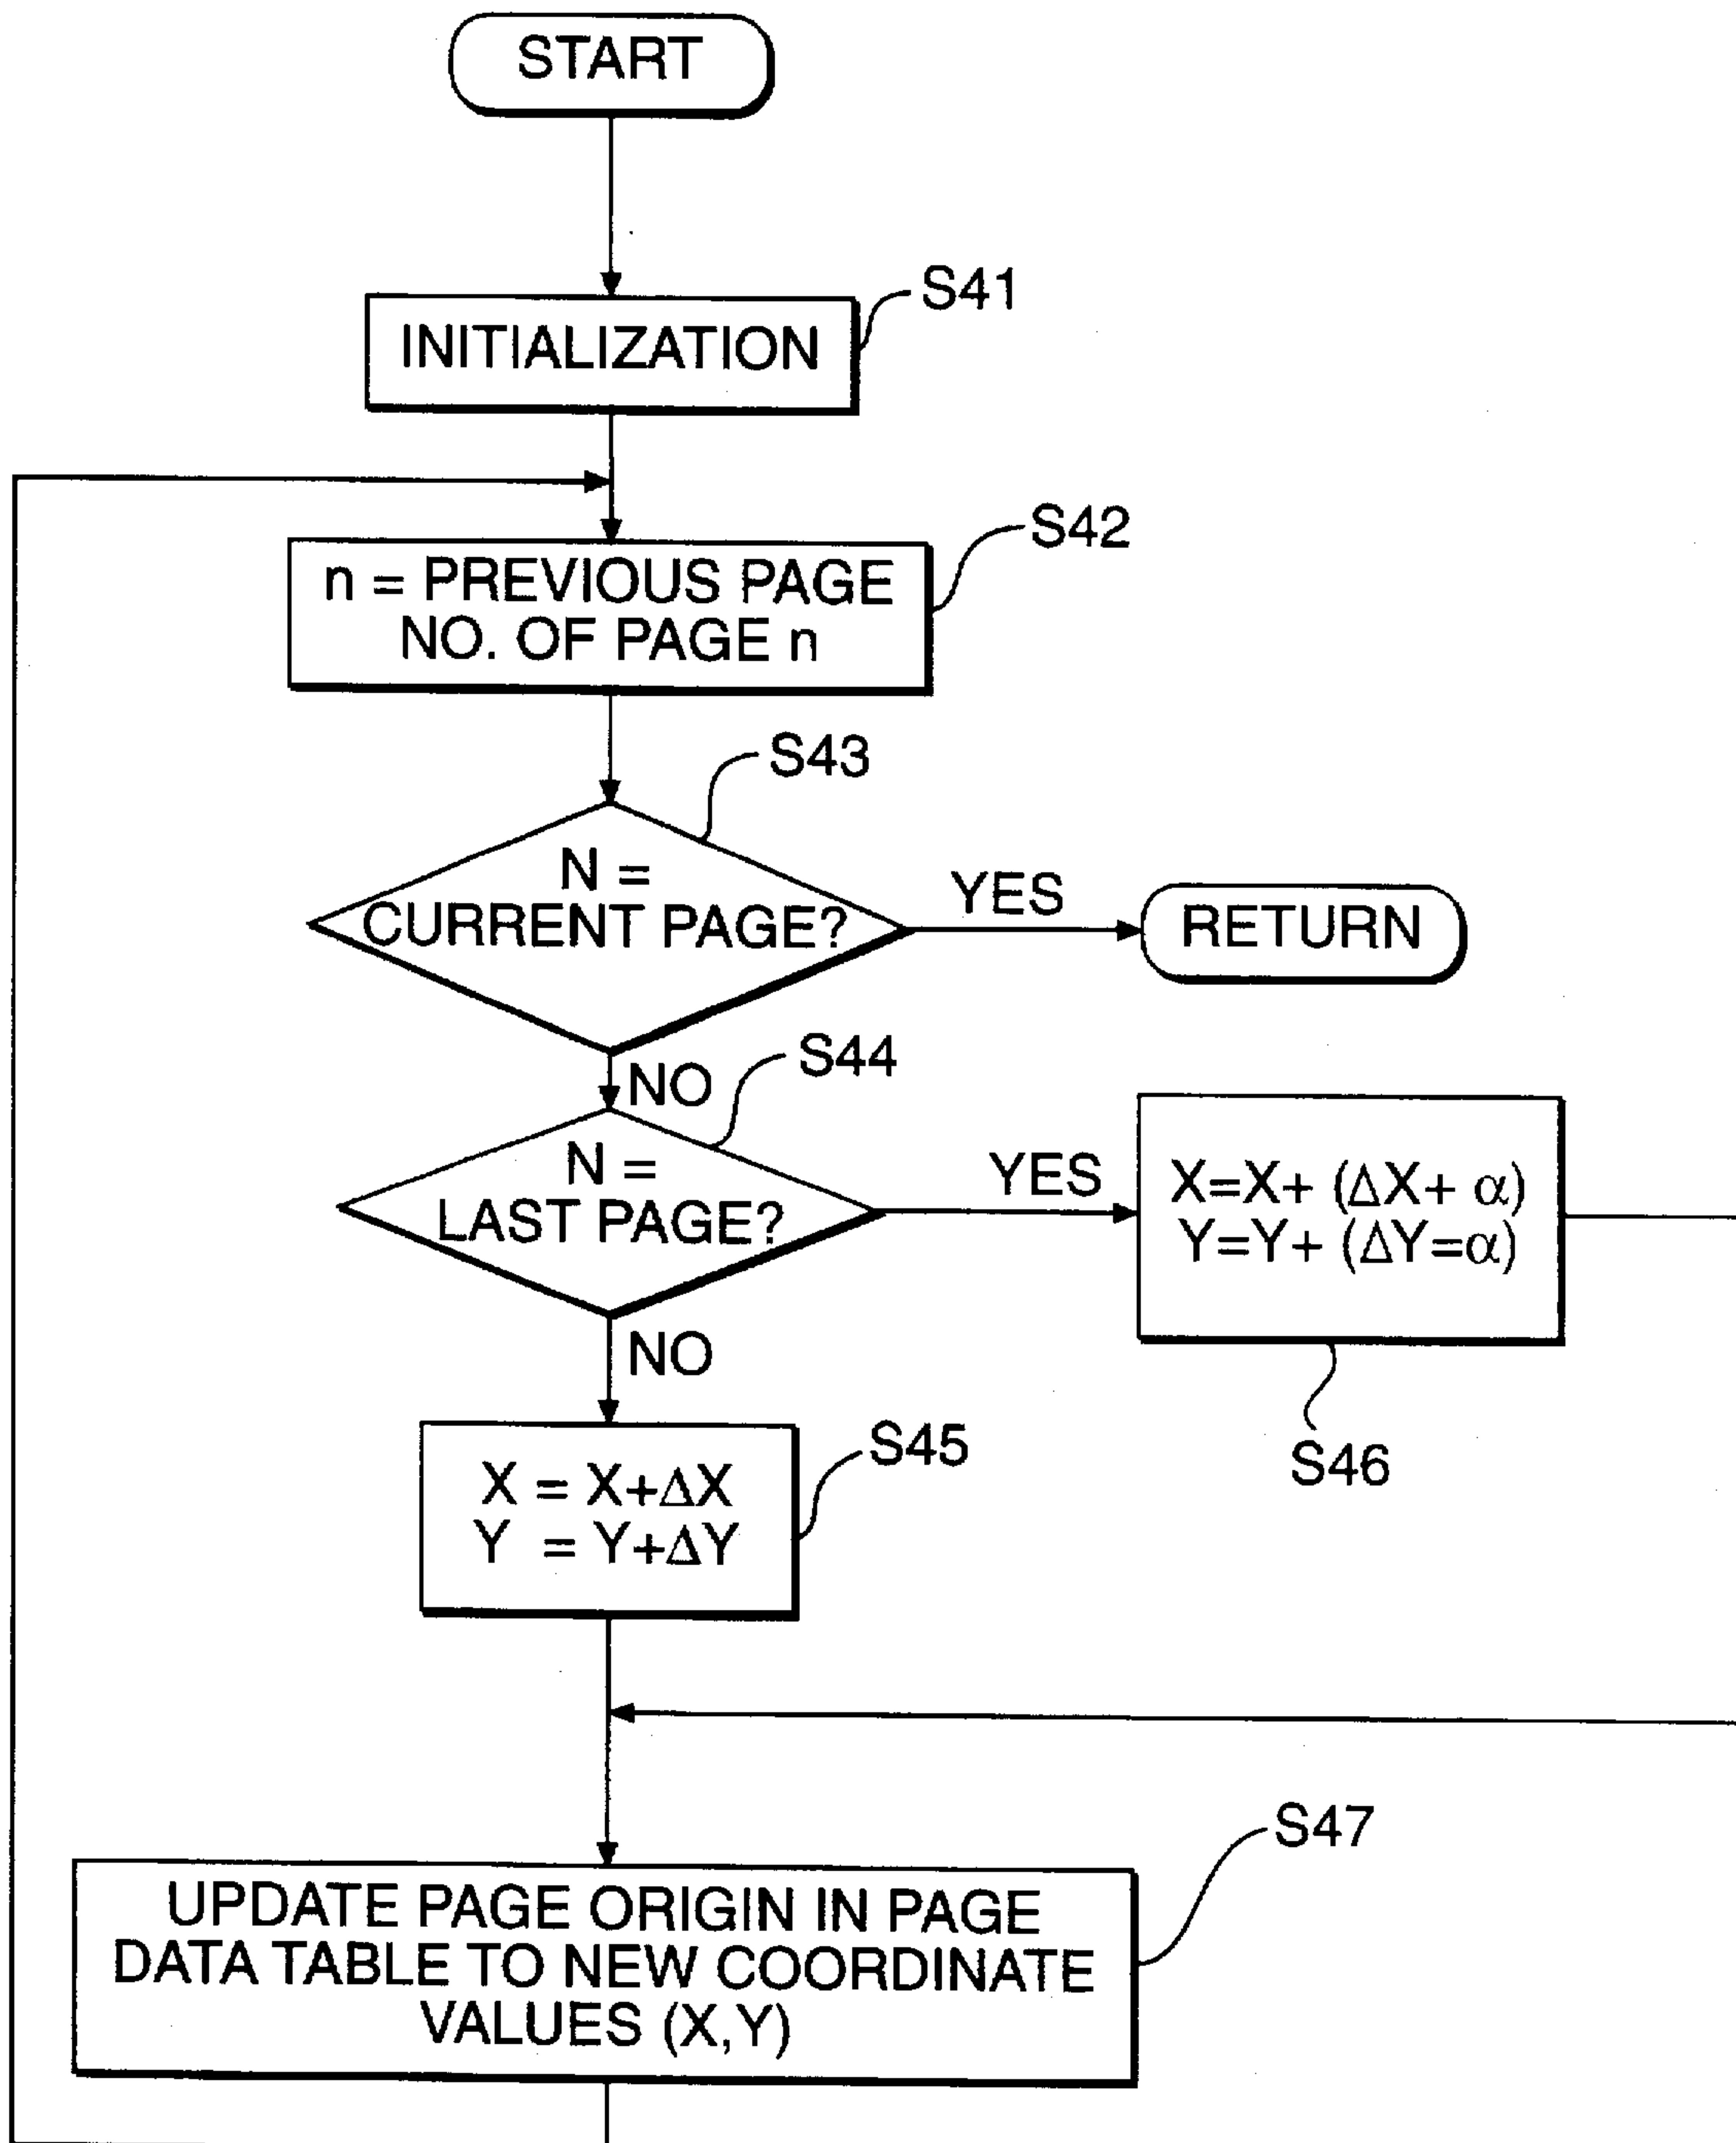 START
S41
INITIALIZATION
S42
n = PREVIOUS PAGE
NO. OF PAGE n
S43
N =
CURRENT PAGE?
YES
RETURN
NO
S44
N =
LAST PAGE?
YES
X=X+ (ΔX+ α)
Y=Y+ (ΔY=α)
S46
NO
S45
X = X+ΔX
Y = Y+ΔY
S47
UPDATE PAGE ORIGIN IN PAGE
DATA TABLE TO NEW COORDINATE
VALUES (X,Y)